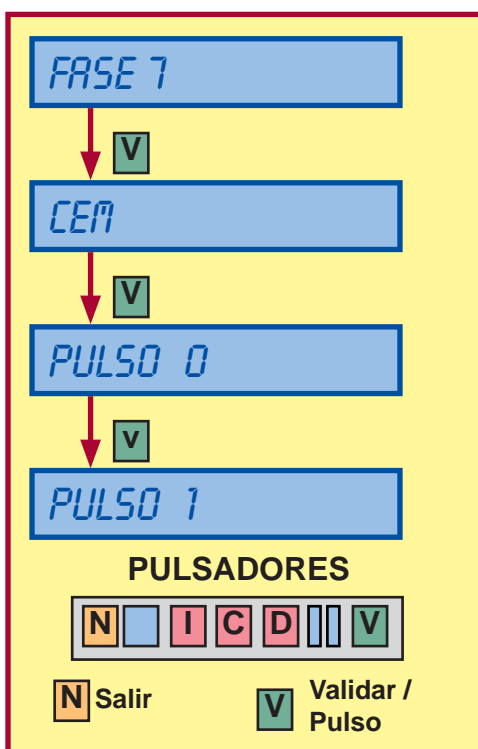 FASE 7
V
CEM
V
PULSO 0
V
PULSO 1
PULSADORES
N I C D V
N Salir
V Validar /
Pulso